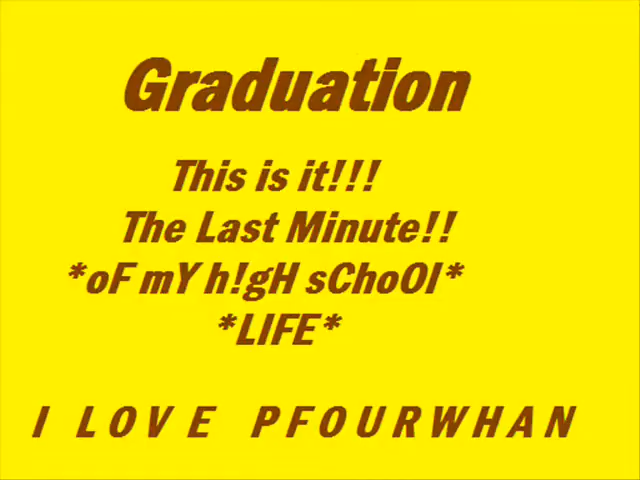 Graduation
This is it!!!
The Last Minute!!
*oF mY h!gH sChoOl*
*LIFE*
I LOVE PFOURWHAN